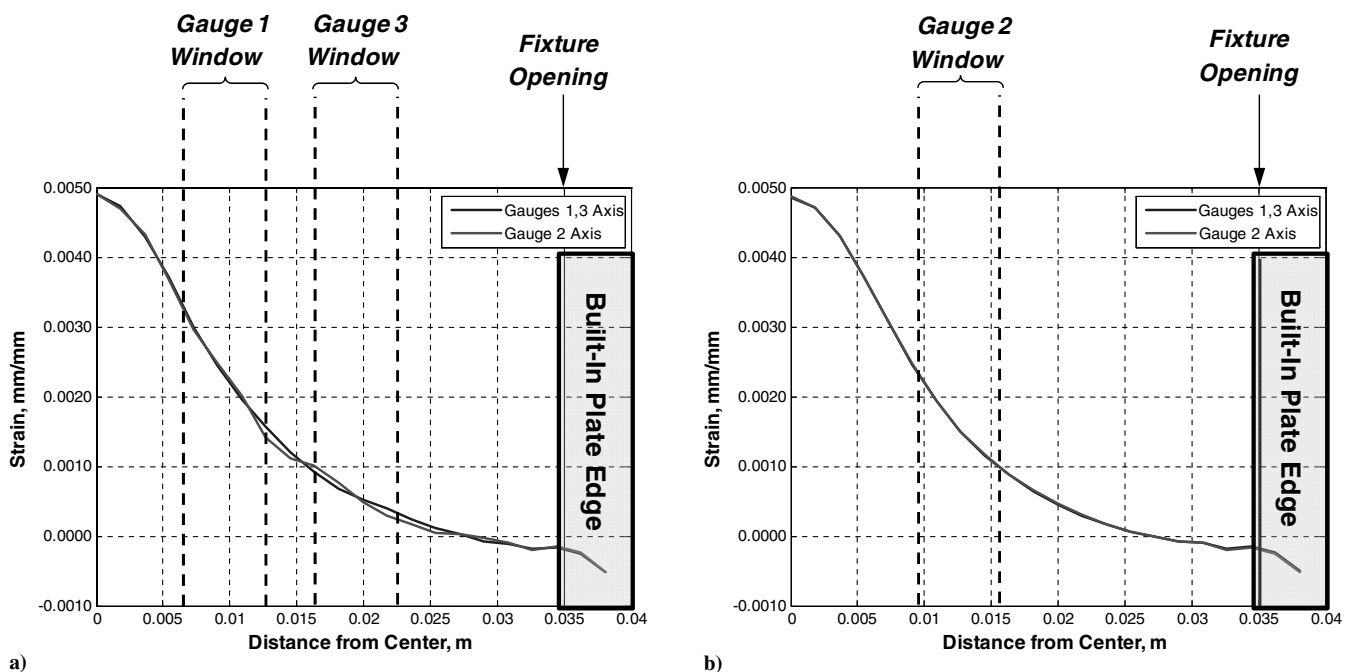 Gauge 1
Window
Gauge 3
Window
Fixture
Opening
0.0050
0.0040
0.0030
0.0020
0.0010
0.0000
-0.0010
Strain, mm/mm
Gauges 1,3 Axis
Gauge 2 Axis
Built-In Plate Edge
0
0.005
0.01
0.015
0.02
0.025
0.03
0.035
0.04
Distance from Center, m
a)
Gauge 2
Window
Fixture
Opening
0.0050
0.0040
0.0030
0.0020
0.0010
0.0000
-0.0010
Strain, mm/mm
Gauges 1,3 Axis
Gauge 2 Axis
Built-In Plate Edge
0
0.005
0.01
0.015
0.02
0.025
0.03
0.035
0.04
Distance from Center, m
b)